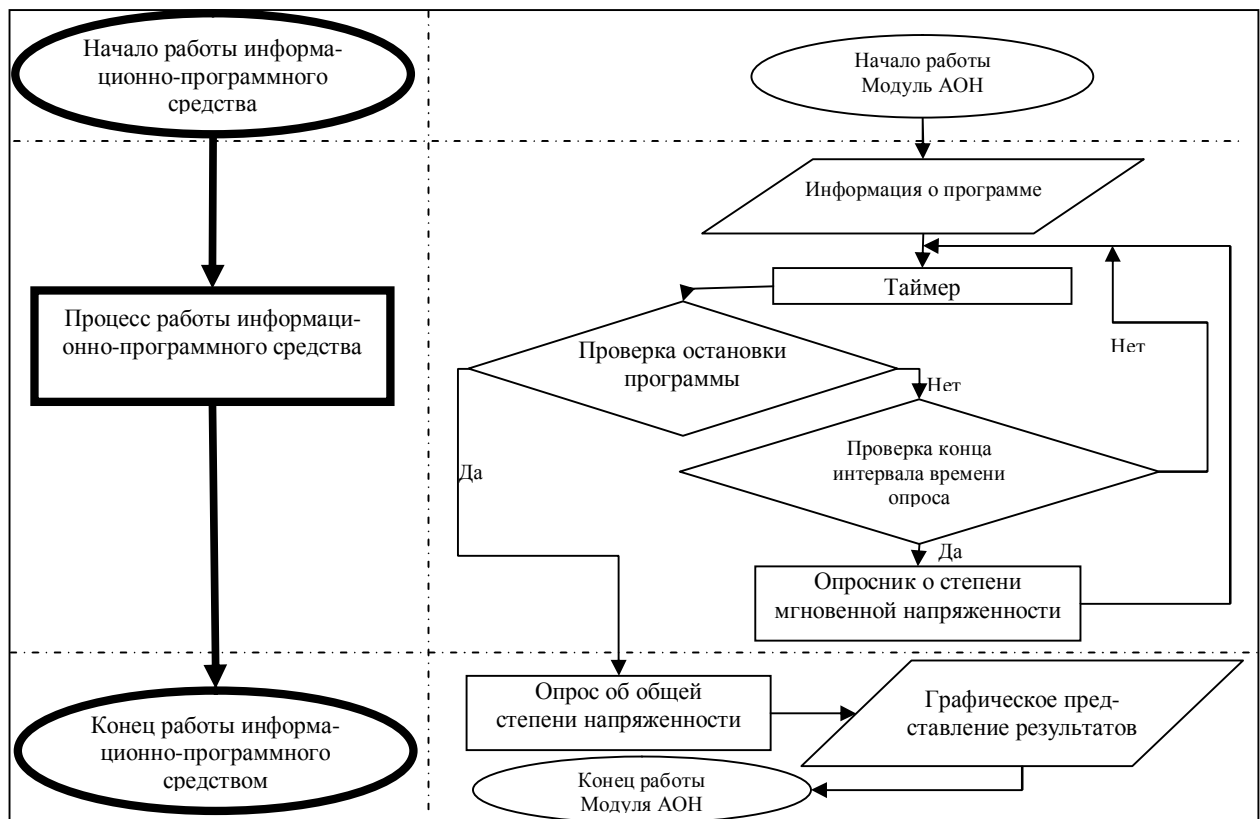 Начало работы информа-
ционно-программного
средства
Начало работы
Модуль АОН
Информация о программе
Таймер
Процесс работы информаци-
онно-программного средства
Проверка остановки
программы
Нет
Нет
Проверка конца
интервала времени
опроса
Да
Да
Опросник о степени
мгновенной напряженности
Опрос об общей
степени напряженности
Графическое пред-
ставление результатов
Конец работы информа-
ционно-программного
средством
Конец работы
Модуля АОН